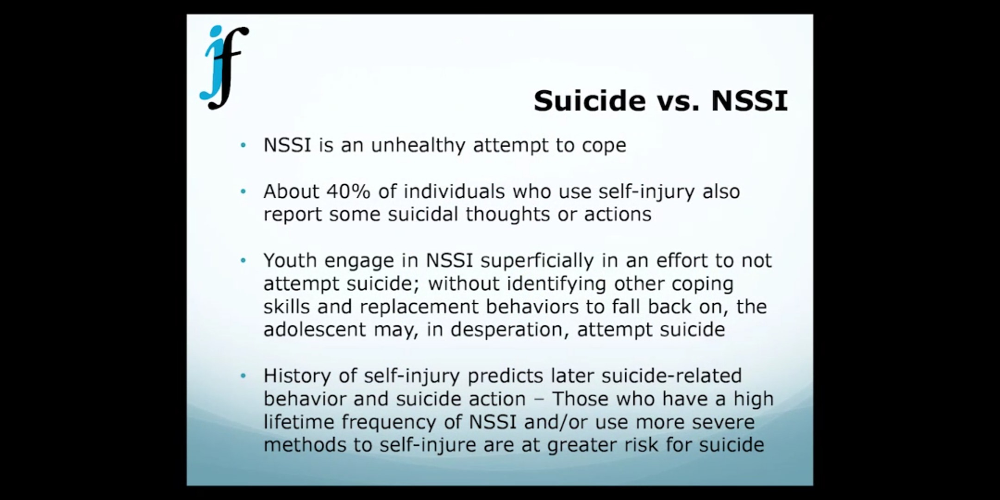 jf
Suicide vs. NSSI
• NSSI is an unhealthy attempt to cope
• About 40% of individuals who use self-injury also
report some suicidal thoughts or actions
• Youth engage in NSSI superficially in an effort to not
attempt suicide; without identifying other coping
skills and replacement behaviors to fall back on, the
adolescent may, in desperation, attempt suicide
• History of self-injury predicts later suicide-related
behavior and suicide action – Those who have a high
lifetime frequency of NSSI and/or use more severe
methods to self-injure are at greater risk for suicide